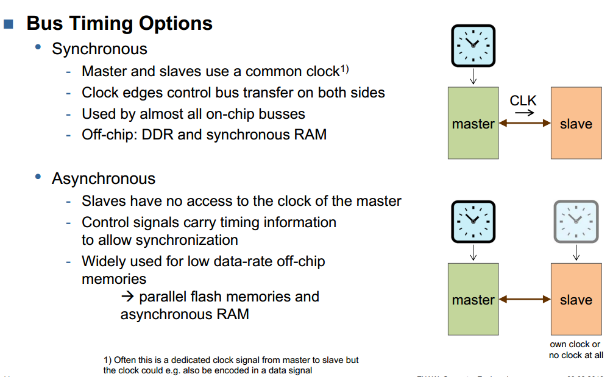 Bus Timing Options
• Synchronous
- Master and slaves use a common clock1)
- Clock edges control bus transfer on both sides
- Used by almost all on-chip busses
- Off-chip: DDR and synchronous RAM
CLK
master
slave
• Asynchronous
- Slaves have no access to the clock of the master
- Control signals carry timing information
to allow synchronization
- Widely used for low data-rate off-chip
memories
→ parallel flash memories and
asynchronous RAM
master
slave
own clock or
no clock at all
1) Often this is a dedicated clock signal from master to slave but
the clock could e.g. also be encoded in a data signal